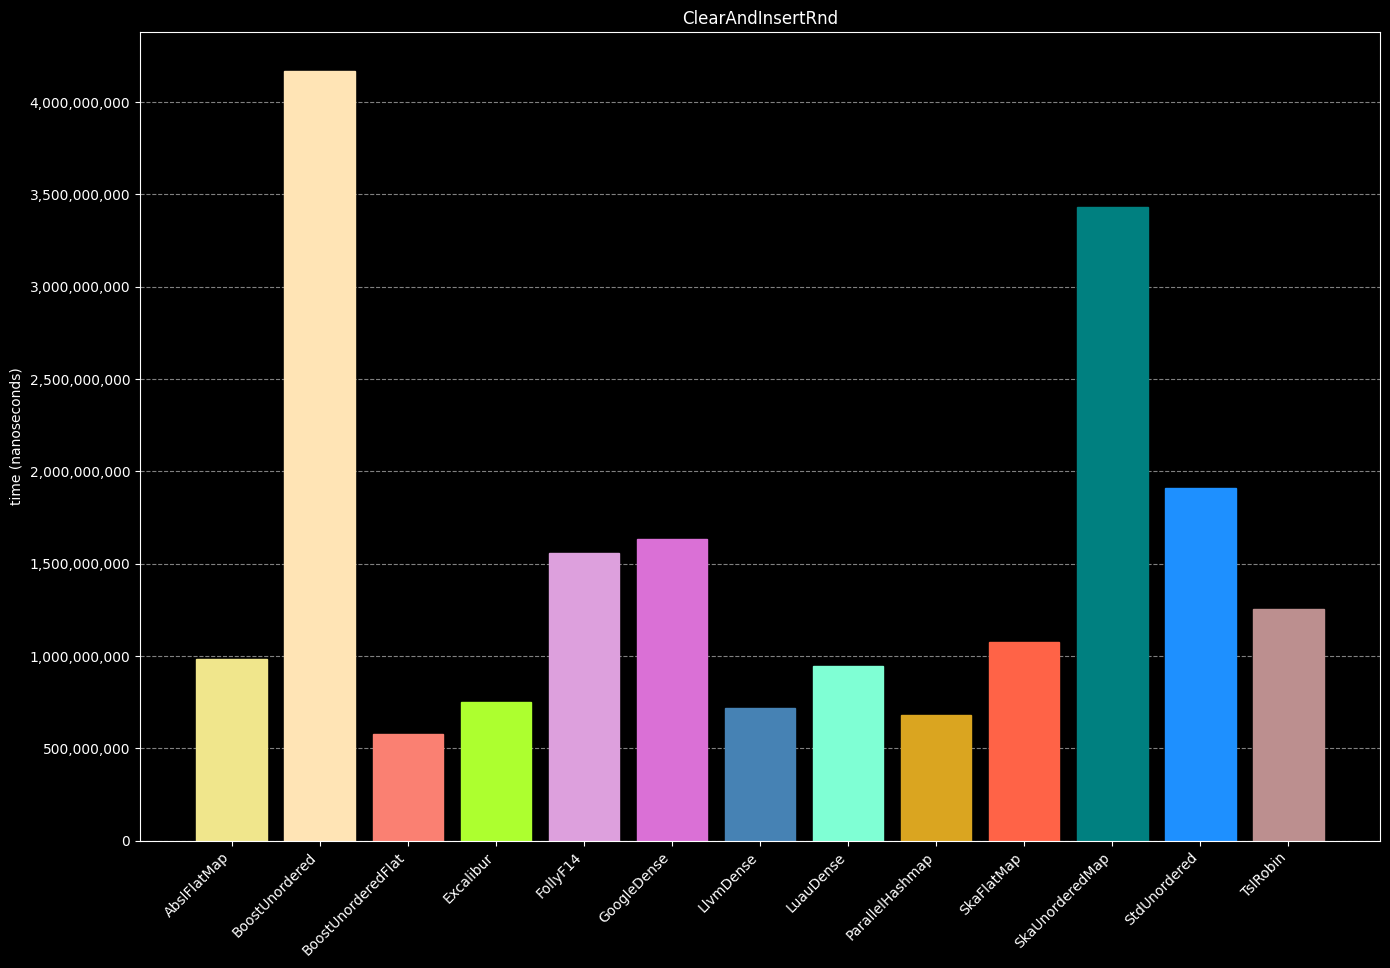 ClearAndInsertRnd
time (nanoseconds)
4,000,000,000
3,500,000,000
3,000,000,000
2,500,000,000
2,000,000,000
1,500,000,000
1,000,000,000
500,000,000
0
AbslFlatMap
BoostUnordered
BoostUnorderedFlat
Excalibur
FollyF14
GoogleDense
LlvmDense
LuauDense
ParallelHashmap
SkaFlatMap
SkaUnorderedMap
StdUnordered
TslRobin